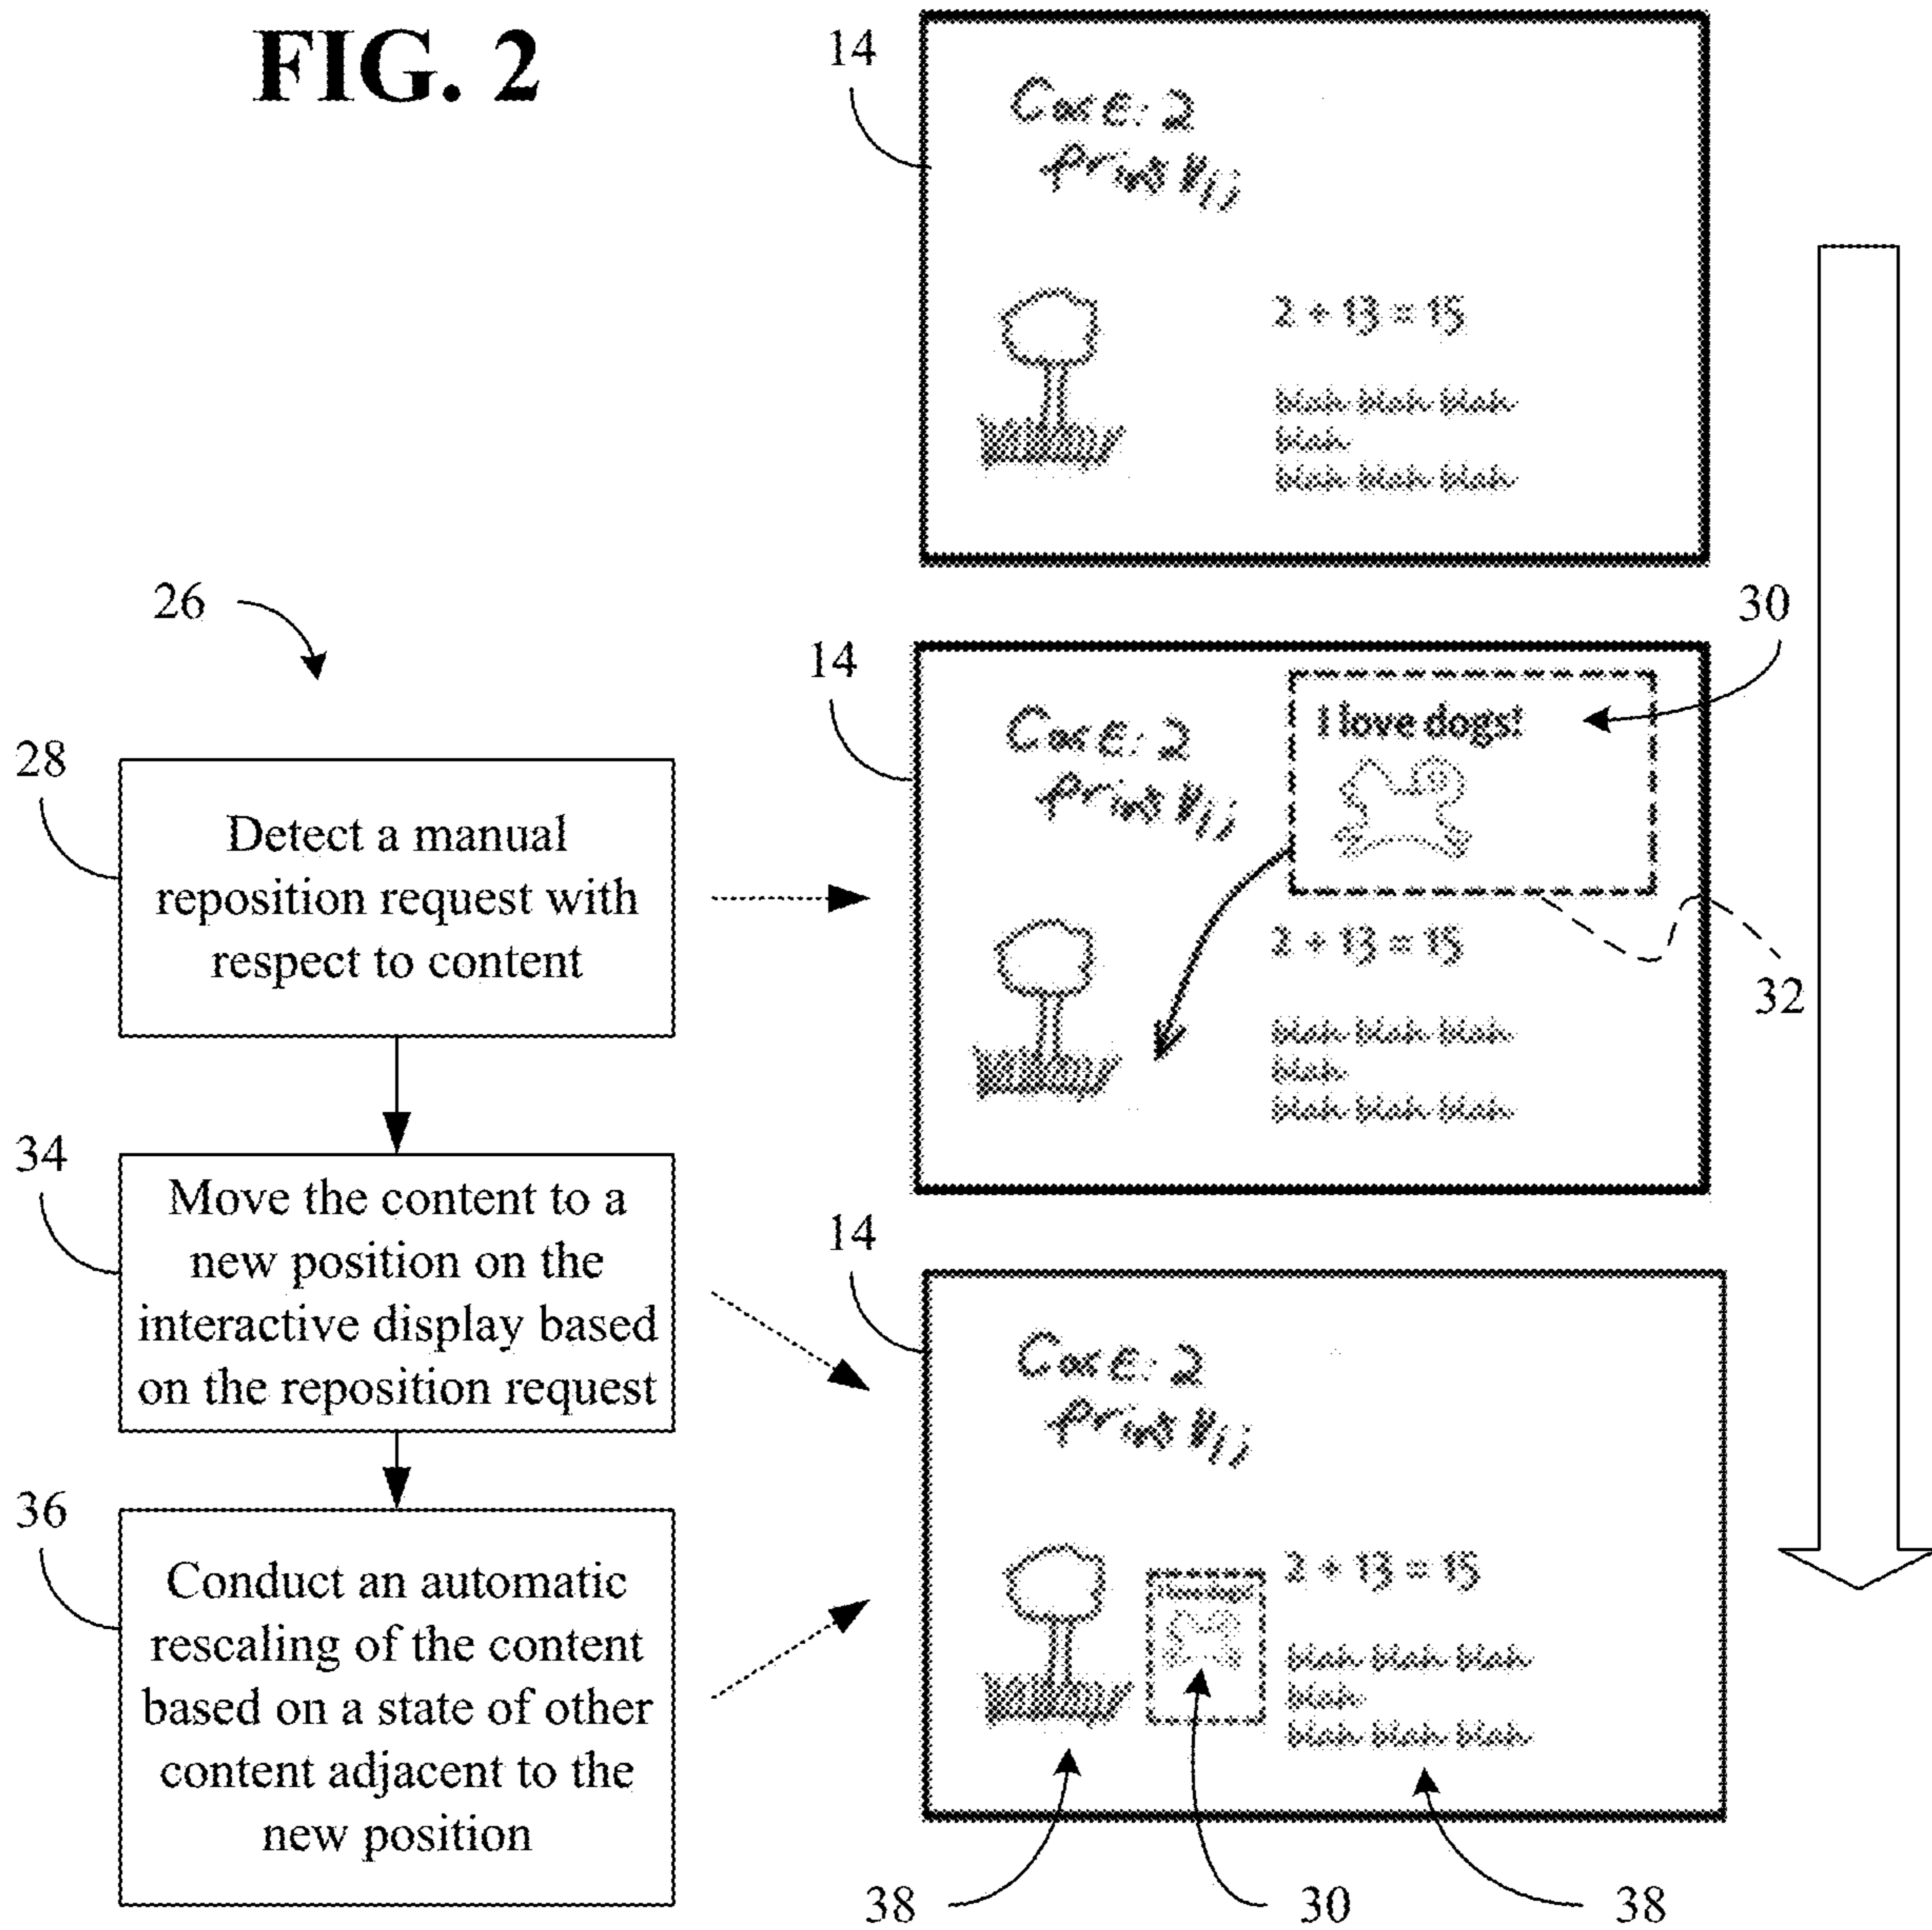 FIG. 2
14
Case: 2
print
2 + 13 = 15
blah blah blah
blah
blah blah blah
26
14
30
I love dogs!
Case: 2
print
2 + 13 = 15
32
blah blah blah
blah
blah blah blah
28
Detect a manual
reposition request with
respect to content
34
Move the content to a
new position on the
interactive display based
on the reposition request
36
Conduct an automatic
rescaling of the content
based on a state of other
content adjacent to the
new position
14
Case: 2
print
2 + 13 = 15
blah blah blah
blah
blah blah blah
38
30
38